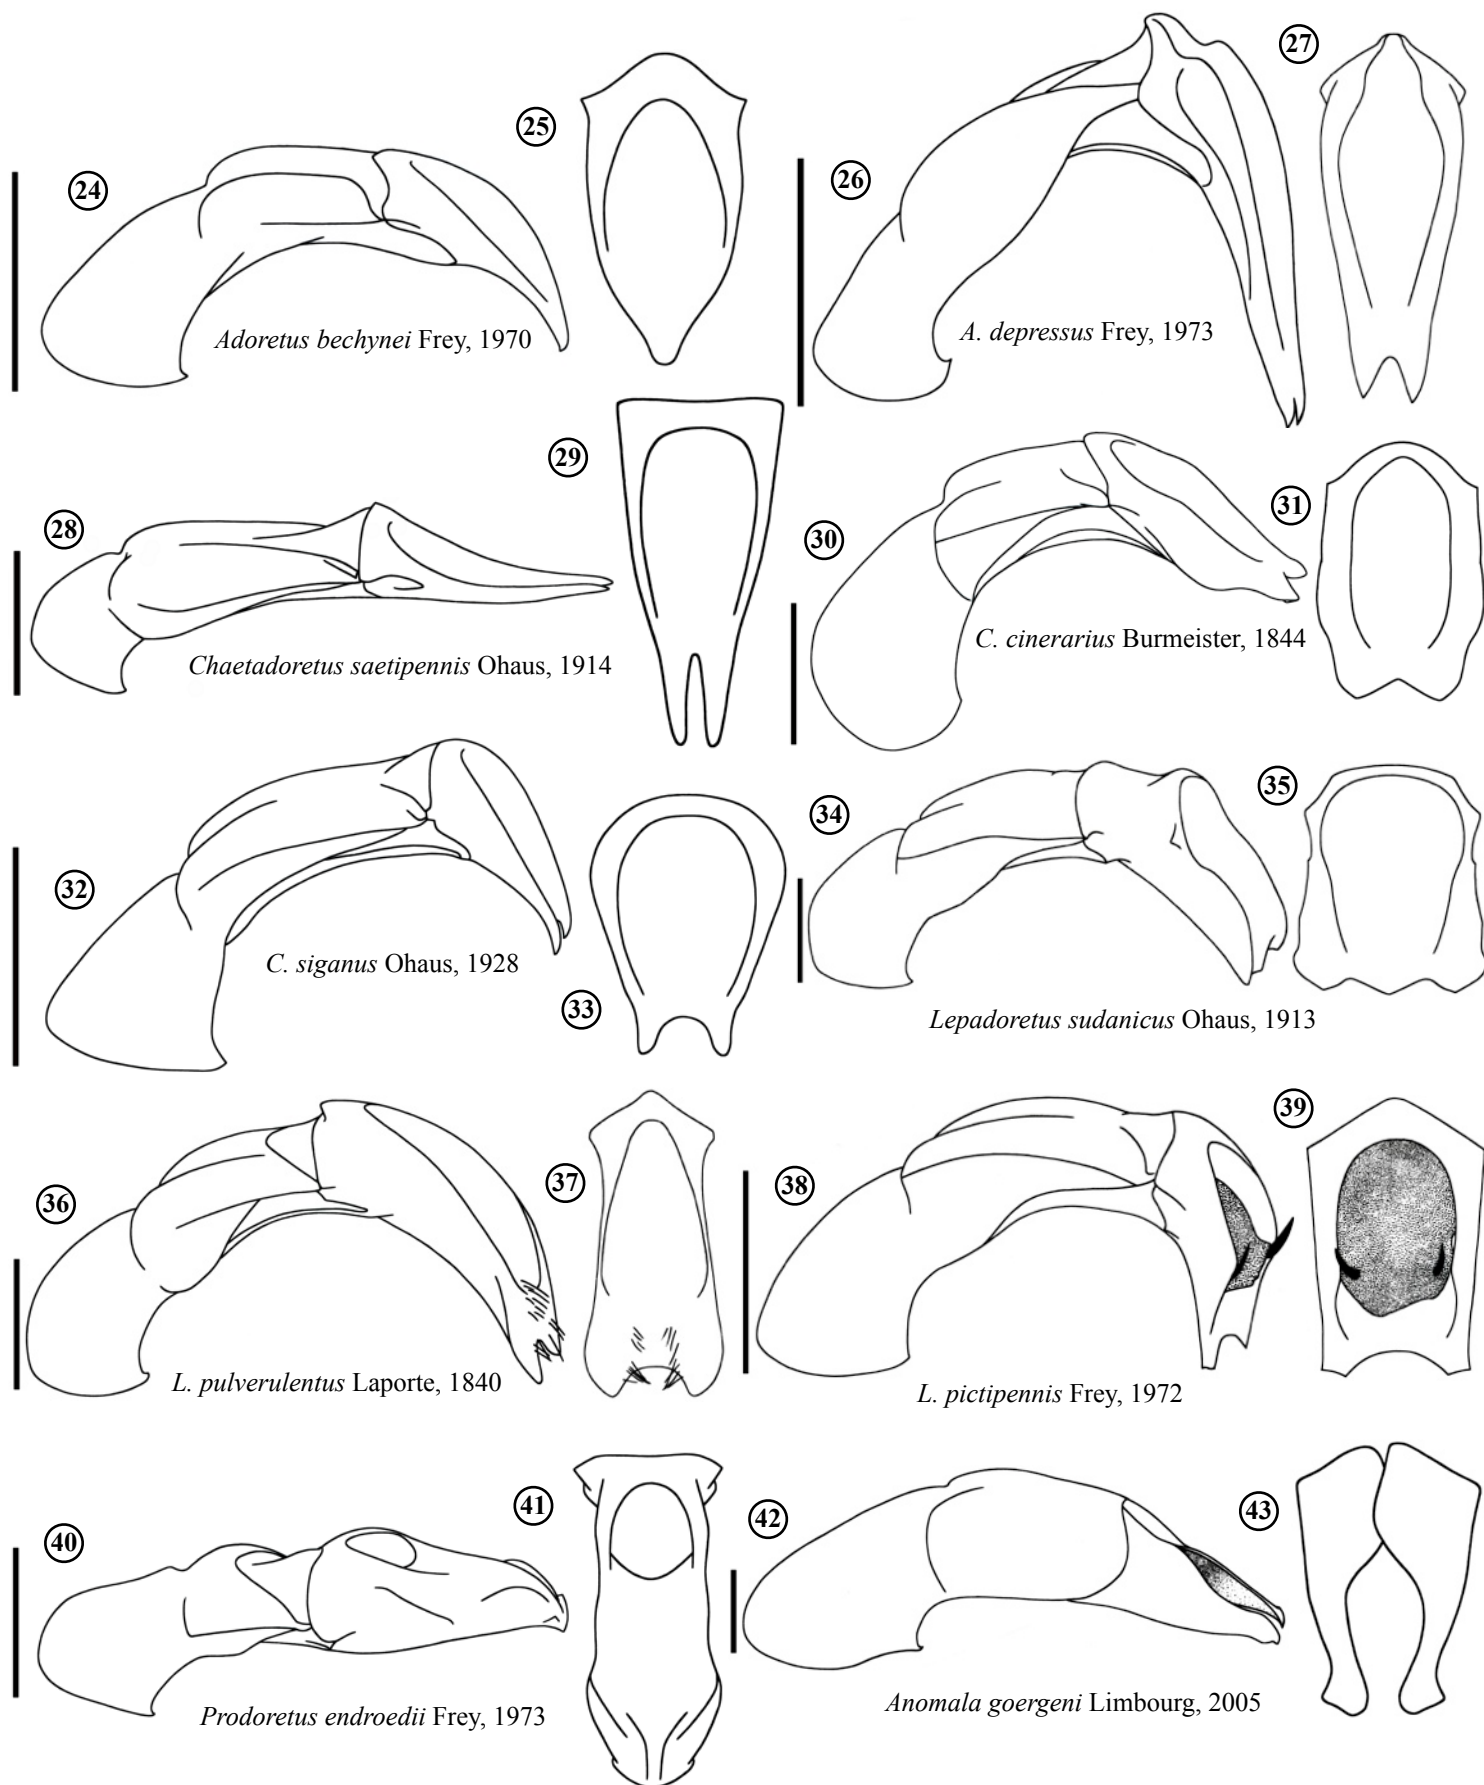 24
25
Adoretus bechynei Frey, 1970
26
27
A. depressus Frey, 1973
28
29
Chaetadoretus saetipennis Ohaus, 1914
30
31
C. cinerarius Burmeister, 1844
32
33
C. siganus Ohaus, 1928
34
35
Lepadoretus sudanicus Ohaus, 1913
36
37
L. pulverulentus Laporte, 1840
38
39
L. pictipennis Frey, 1972
40
41
Prodoretus endroedii Frey, 1973
42
43
Anomala goergeni Limbourg, 2005